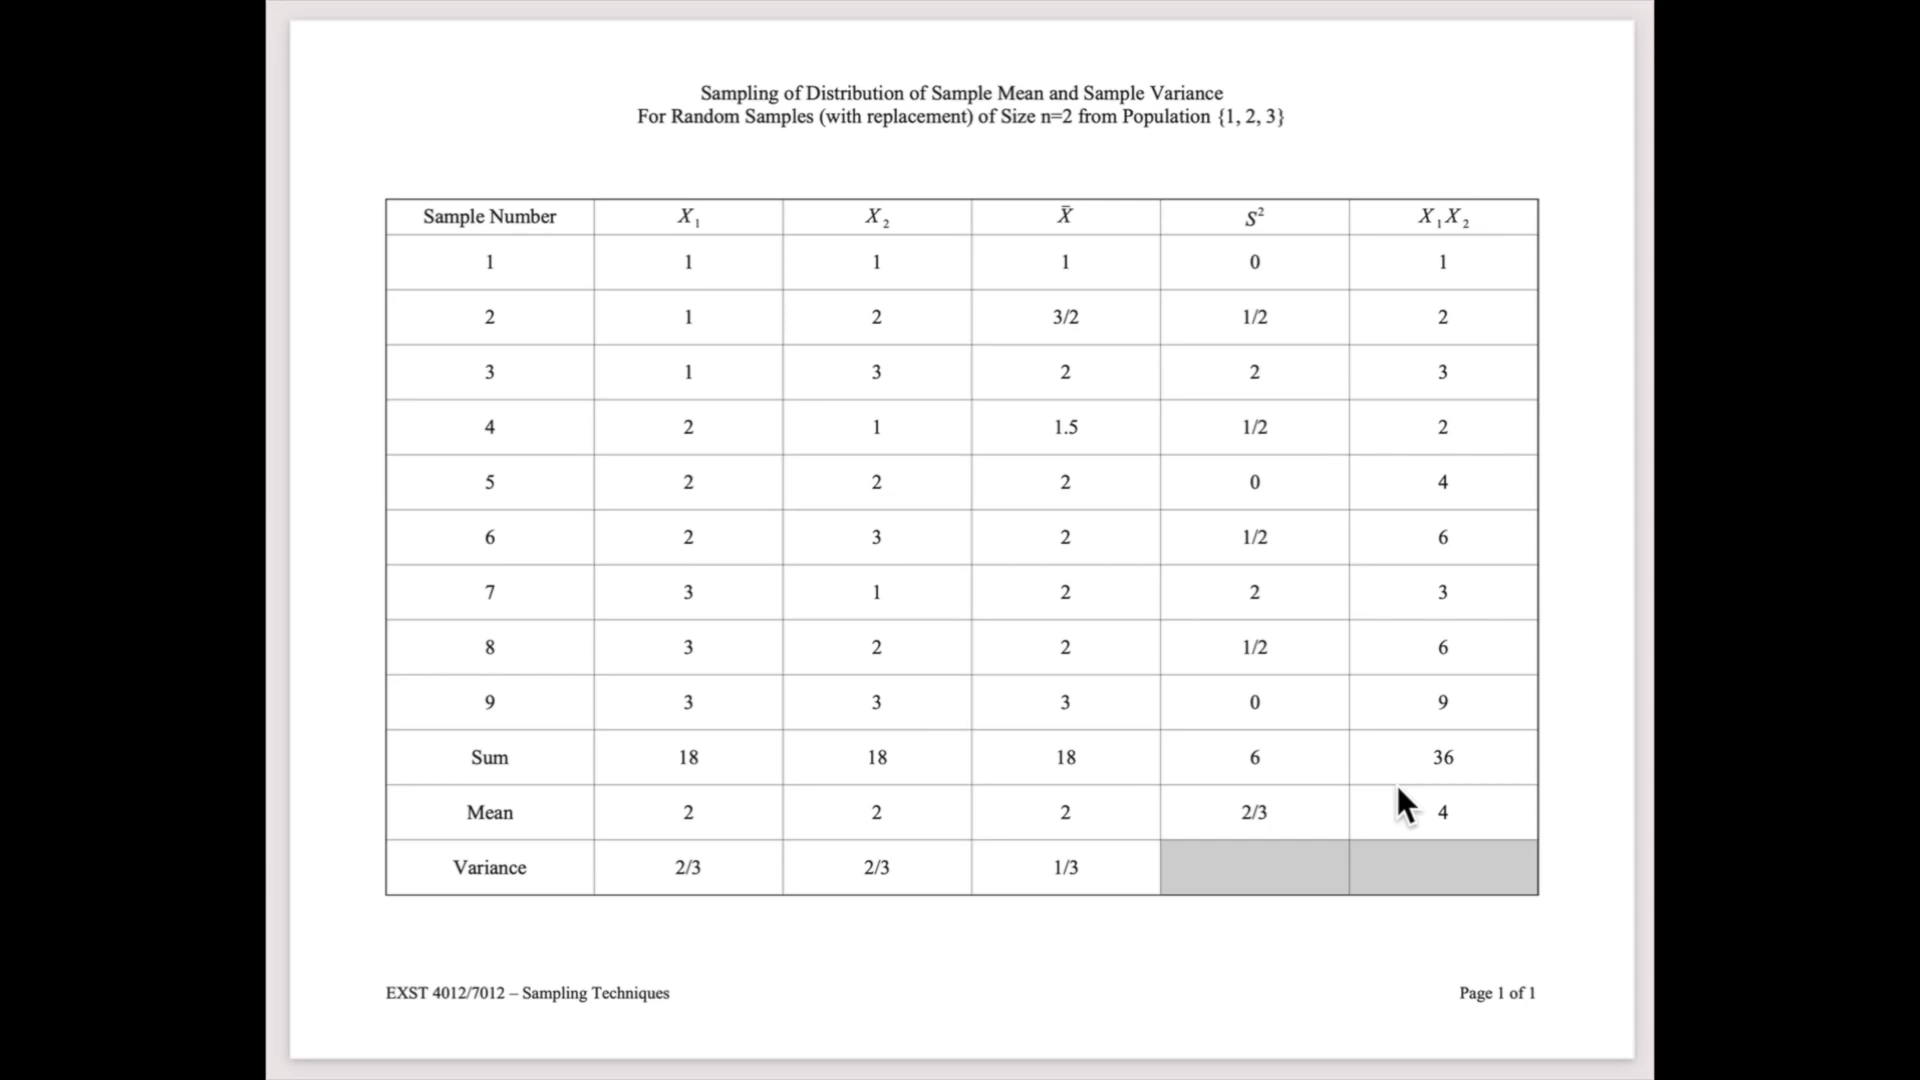 Sampling of Distribution of Sample Mean and Sample Variance
For Random Samples (with replacement) of Size n=2 from Population {1, 2, 3}
Sample Number X₁ X₂ X̄ S² X₁X₂
1 1 1 1 0 1
2 1 2 3/2 1/2 2
3 1 3 2 2 3
4 2 1 1.5 1/2 2
5 2 2 2 0 4
6 2 3 2 1/2 6
7 3 1 2 2 3
8 3 2 2 1/2 6
9 3 3 3 0 9
Sum 18 18 18 6 36
Mean 2 2 2 2/3 4
Variance 2/3 2/3 1/3
EXST 4012/7012 – Sampling Techniques Page 1 of 1